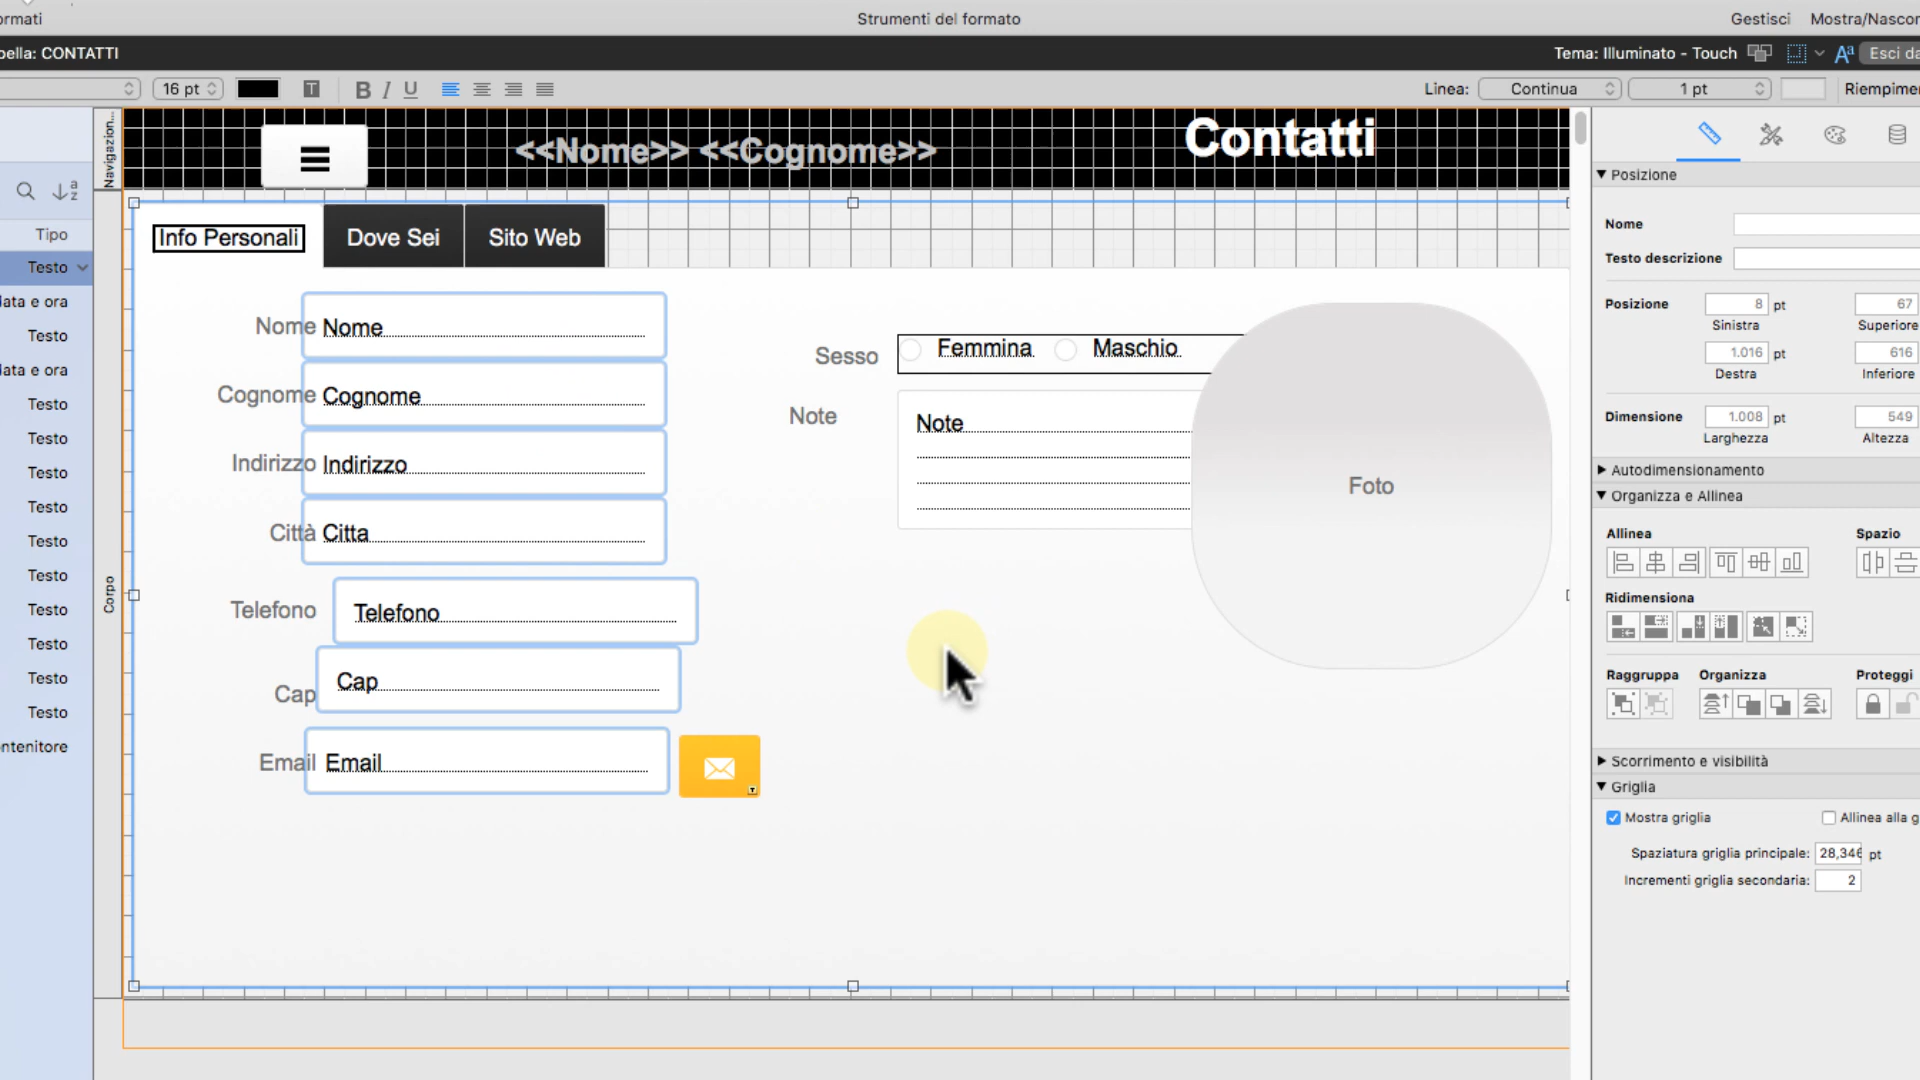 ormati
Strumenti del formato
Gestisci
Mostra/Nascon
bella: CONTATTI
Tema: Illuminato - Touch
Aa
Esci da
16 pt
T
B I U
Linea:
Continua
1 pt
Riempimen
Navigazion...
<<Nome>> <<Cognome>>
Contatti
Posizione
Tipo
Testo
data e ora
Testo
data e ora
Testo
Testo
Testo
Testo
Testo
Testo
Testo
Testo
Testo
Testo
ntenitore
Corpo
Info Personali
Dove Sei
Sito Web
Nome
Nome
Cognome
Cognome
Indirizzo
Indirizzo
Città
Citta
Telefono
Telefono
Cap
Cap
Email
Email
Sesso
Femmina
Maschio
Note
Note
Foto
Nome
Testo descrizione
Posizione
8 pt
67
Sinistra
Superiore
1.016 pt
616
Destra
Inferiore
Dimensione
1.008 pt
549
Larghezza
Altezza
Autodimensionamento
Organizza e Allinea
Allinea
Spazio
Ridimensiona
Raggruppa
Organizza
Proteggi
Scorrimento e visibilità
Griglia
Mostra griglia
Allinea alla g
Spaziatura griglia principale: 28,346 pt
Incrementi griglia secondaria: 2